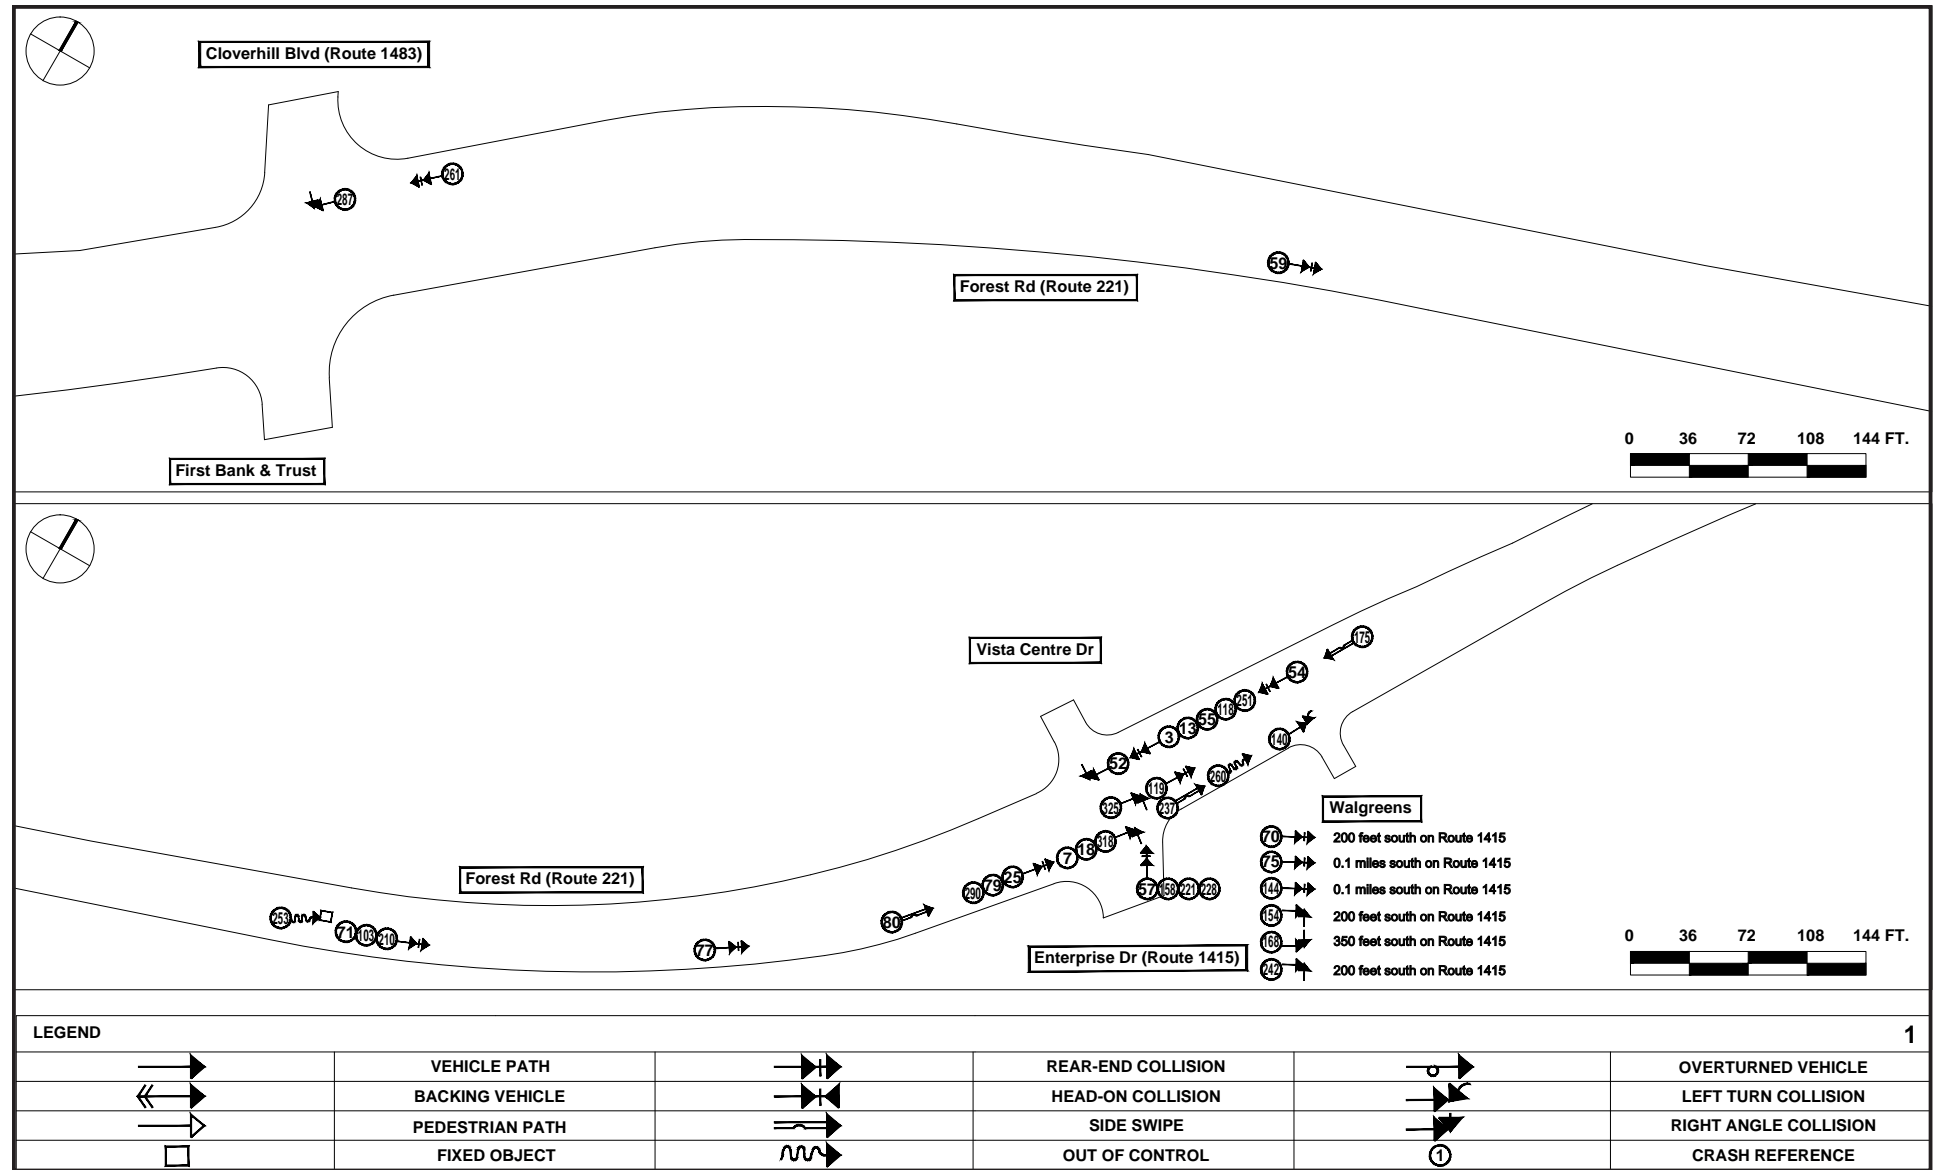 Cloverhill Blvd (Route 1483)
261
287
59
Forest Rd (Route 221)
First Bank & Trust
0 36 72 108 144 FT.
Vista Centre Dr
175
54
251
118
55
13
3
52
140
260
119
237
325
318
18
7
25
79
290
57 158 221 228
80
77
Forest Rd (Route 221)
253
71 103 210
Enterprise Dr (Route 1415)
Walgreens
70 200 feet south on Route 1415
75 0.1 miles south on Route 1415
144 0.1 miles south on Route 1415
154 200 feet south on Route 1415
168 350 feet south on Route 1415
242 200 feet south on Route 1415
0 36 72 108 144 FT.
LEGEND 1
VEHICLE PATH REAR-END COLLISION OVERTURNED VEHICLE
BACKING VEHICLE HEAD-ON COLLISION LEFT TURN COLLISION
PEDESTRIAN PATH SIDE SWIPE RIGHT ANGLE COLLISION
FIXED OBJECT OUT OF CONTROL 1 CRASH REFERENCE